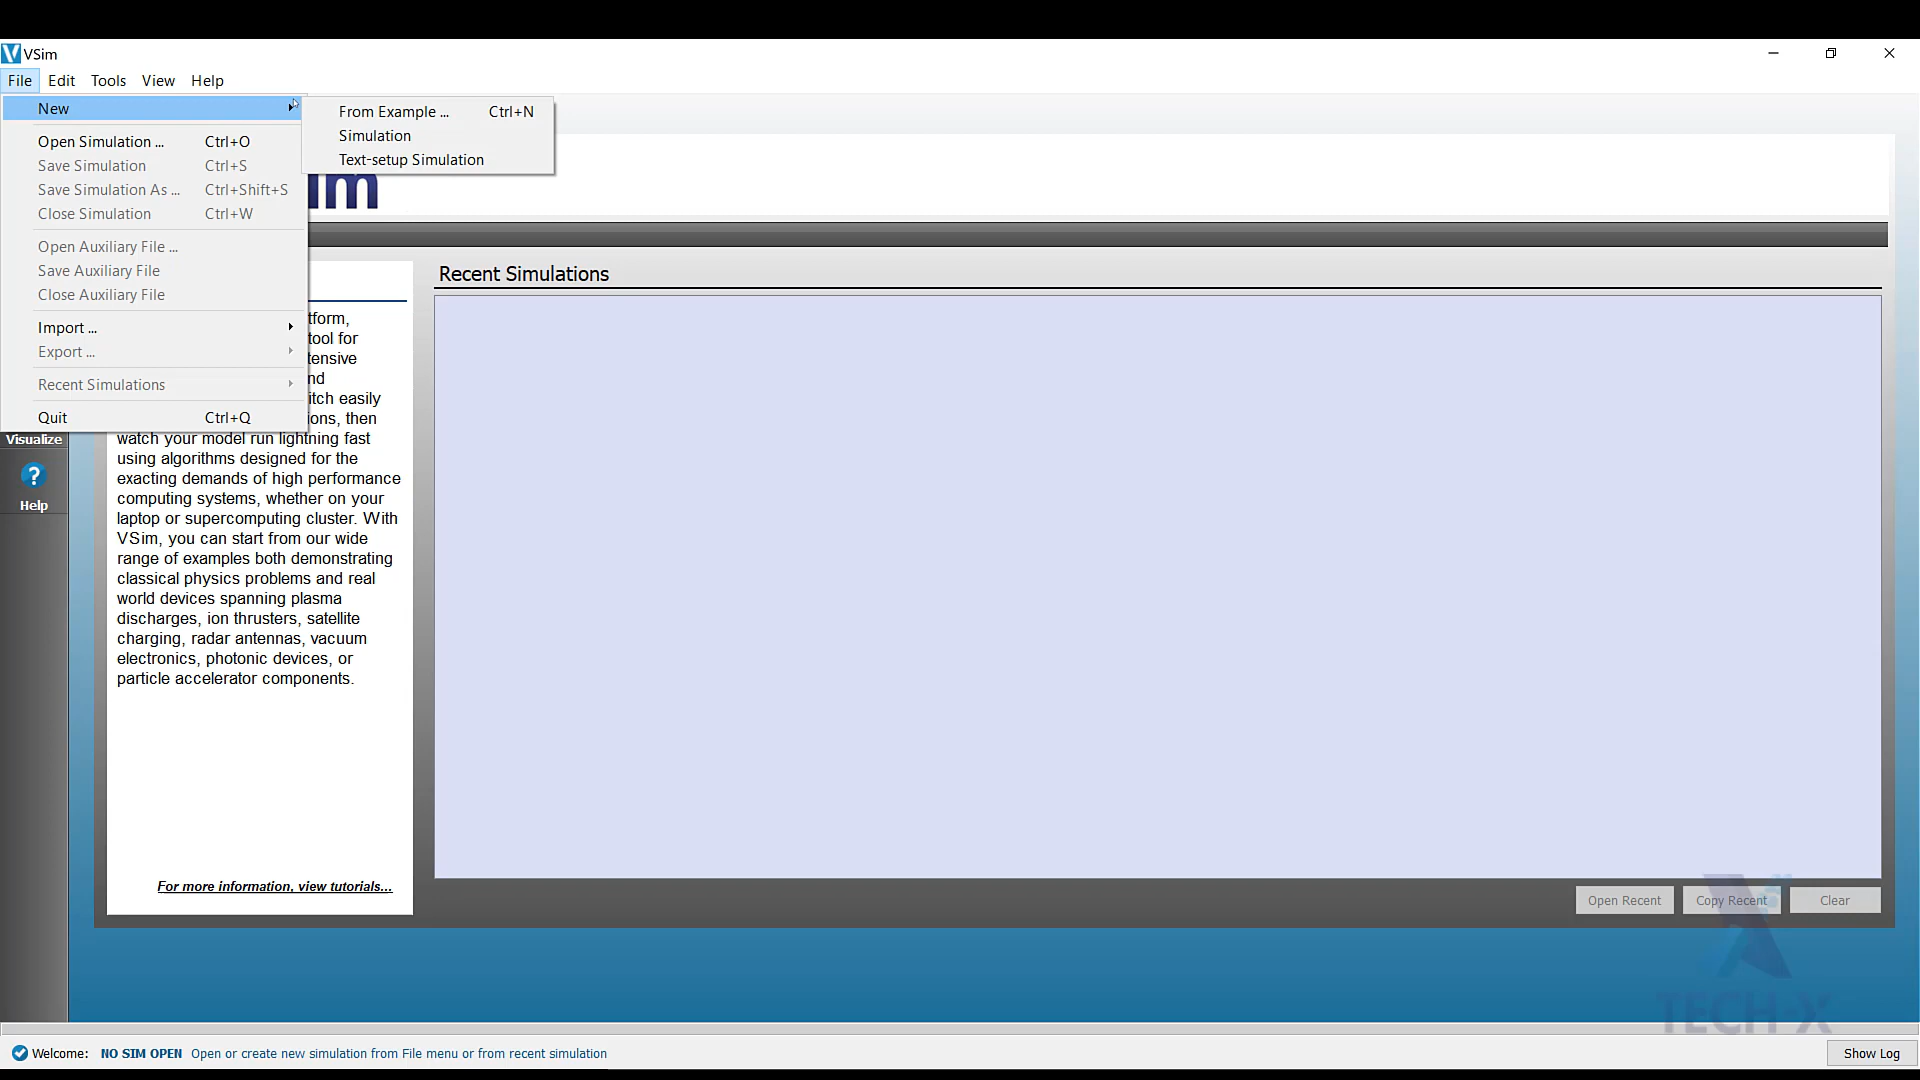 VSim
File Edit Tools View Help
New
From Example ... Ctrl+N
Simulation
Text-setup Simulation
Open Simulation ... Ctrl+O
Save Simulation Ctrl+S
Save Simulation As ... Ctrl+Shift+S
Close Simulation Ctrl+W
Open Auxiliary File ...
Save Auxiliary File
Close Auxiliary File
Import ...
Export ...
Recent Simulations
Quit Ctrl+Q
Visualize
Help
tform,
tool for
tensive
nd
itch easily
ions, then
watch your model run lightning fast
using algorithms designed for the
exacting demands of high performance
computing systems, whether on your
laptop or supercomputing cluster. With
VSim, you can start from our wide
range of examples both demonstrating
classical physics problems and real
world devices spanning plasma
discharges, ion thrusters, satellite
charging, radar antennas, vacuum
electronics, photonic devices, or
particle accelerator components.
For more information, view tutorials...
Recent Simulations
Open Recent Copy Recent Clear
TECH-X
Welcome: NO SIM OPEN Open or create new simulation from File menu or from recent simulation
Show Log